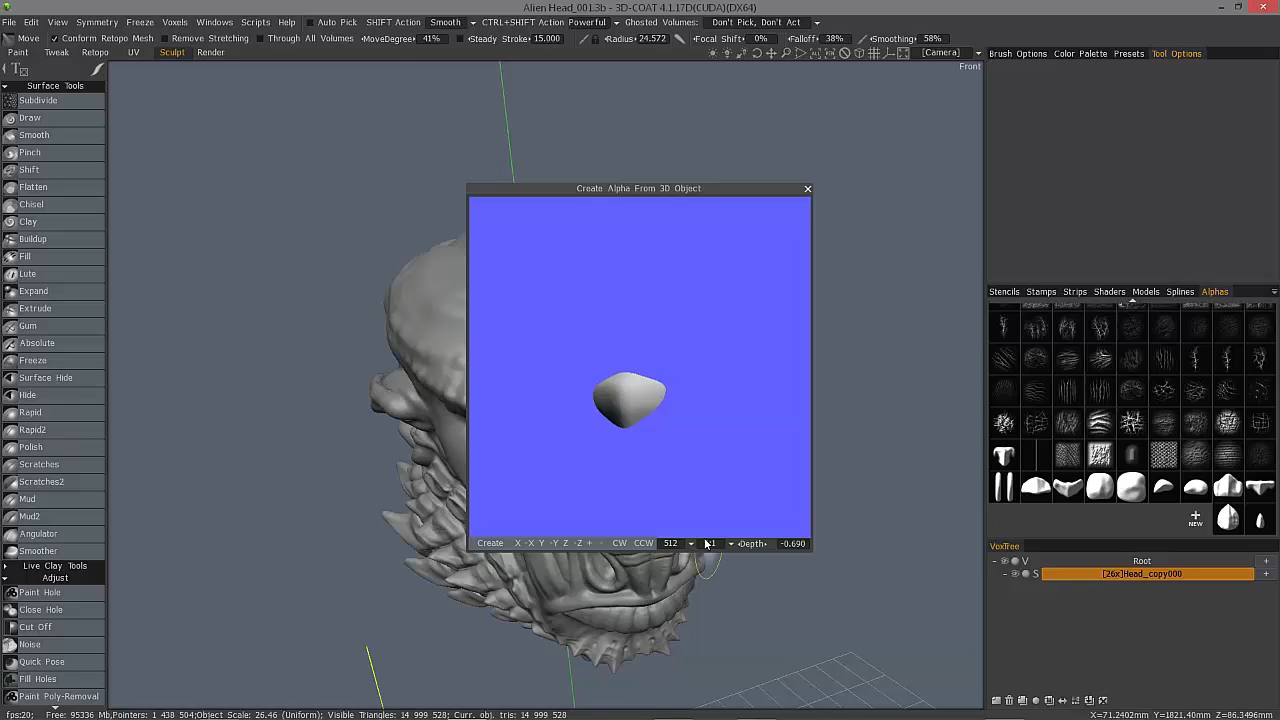 Alien Head_001.3b - 3D-COAT 4.1.17D(CUDA)(DX64)
File Edit View Symmetry Freeze Voxels Windows Scripts Help Auto Pick SHIFT Action Smooth CTRL+SHIFT Action Powerful Ghosted Volumes: Don't Pick, Don't Act
Move Conform Retopo Mesh Remove Stretching Through All Volumes MoveDegree 41% Steady Stroke 15.000 Radius 24.572 Focal Shift 0% Falloff 38% Smoothing 58%
Paint Tweak Retopo UV Sculpt Render [Camera] Brush Options Color Palette Presets Tool Options
Front
Surface Tools
Subdivide
Draw
Smooth
Pinch
Shift
Flatten
Chisel
Clay
Buildup
Fill
Lute
Expand
Extrude
Gum
Absolute
Freeze
Surface Hide
Hide
Rapid
Rapid2
Polish
Scratches
Scratches2
Mud
Mud2
Angulator
Smoother
Live Clay Tools
Adjust
Paint Hole
Close Hole
Cut Off
Noise
Quick Pose
Fill Holes
Paint Poly-Removal
Create Alpha From 3D Object
Create X -X Y -Y Z -Z + - CW CCW 512 Depth -0.690
Stencils Stamps Strips Shaders Models Splines Alphas
NEW
VoxTree
V Root +
S [26x]Head_copy000 +
fps:20; Free: 95336 Mb,Pointers: 1 438 504;Object Scale: 26.46 (Uniform); Visible Triangles: 14 999 528; Curr. obj. tris: 14 999 528; X=71.2402mm Y=1821.40mm Z=86.3496mm